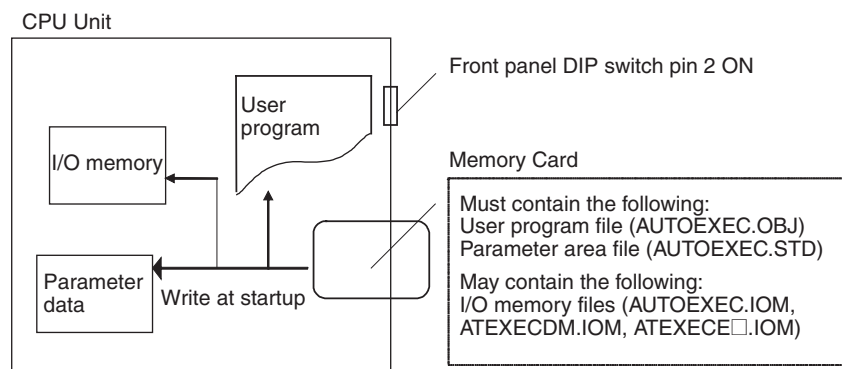 CPU Unit
Front panel DIP switch pin 2 ON
User
program
I/O memory
Memory Card
Must contain the following:
User program file (AUTOEXEC.OBJ)
Parameter area file (AUTOEXEC.STD)
May contain the following:
I/O memory files (AUTOEXEC.IOM,
ATEXECDM.IOM, ATEXECE□.IOM)
Parameter
data
Write at startup